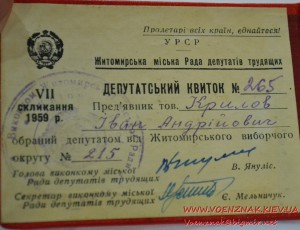 Пролетарі всіх країн, єднайтеся!
УРСР
Житомирська міська Рада депутатів трудящих
VII
скликання
1959 р.
ДЕПУТАТСЬКИЙ КВИТОК № 265
Пред'явник тов. Крилов
Іван Андрійович
обраний депутатом від Житомирського виборчого
округу № 215
Голова виконкому міської
Ради депутатів трудящих
В. Януліс.
Секретар виконкому міської
Ради депутатів трудящих
Є. Мельничук.
WWW.VOENZNAK.KIEV.UA